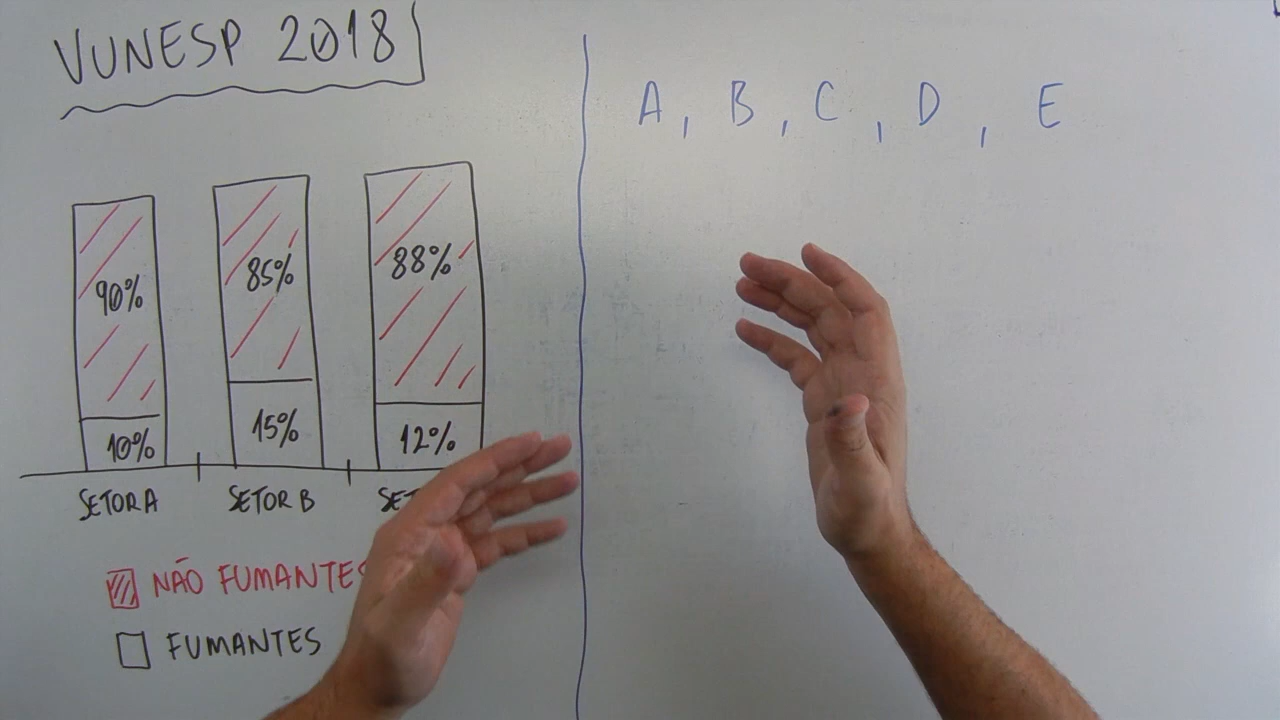 VUNESP 2018
A, B, C, D, E
90% 85% 88%
10% 15% 12%
SETOR A SETOR B
NÃO FUMANTES
FUMANTES